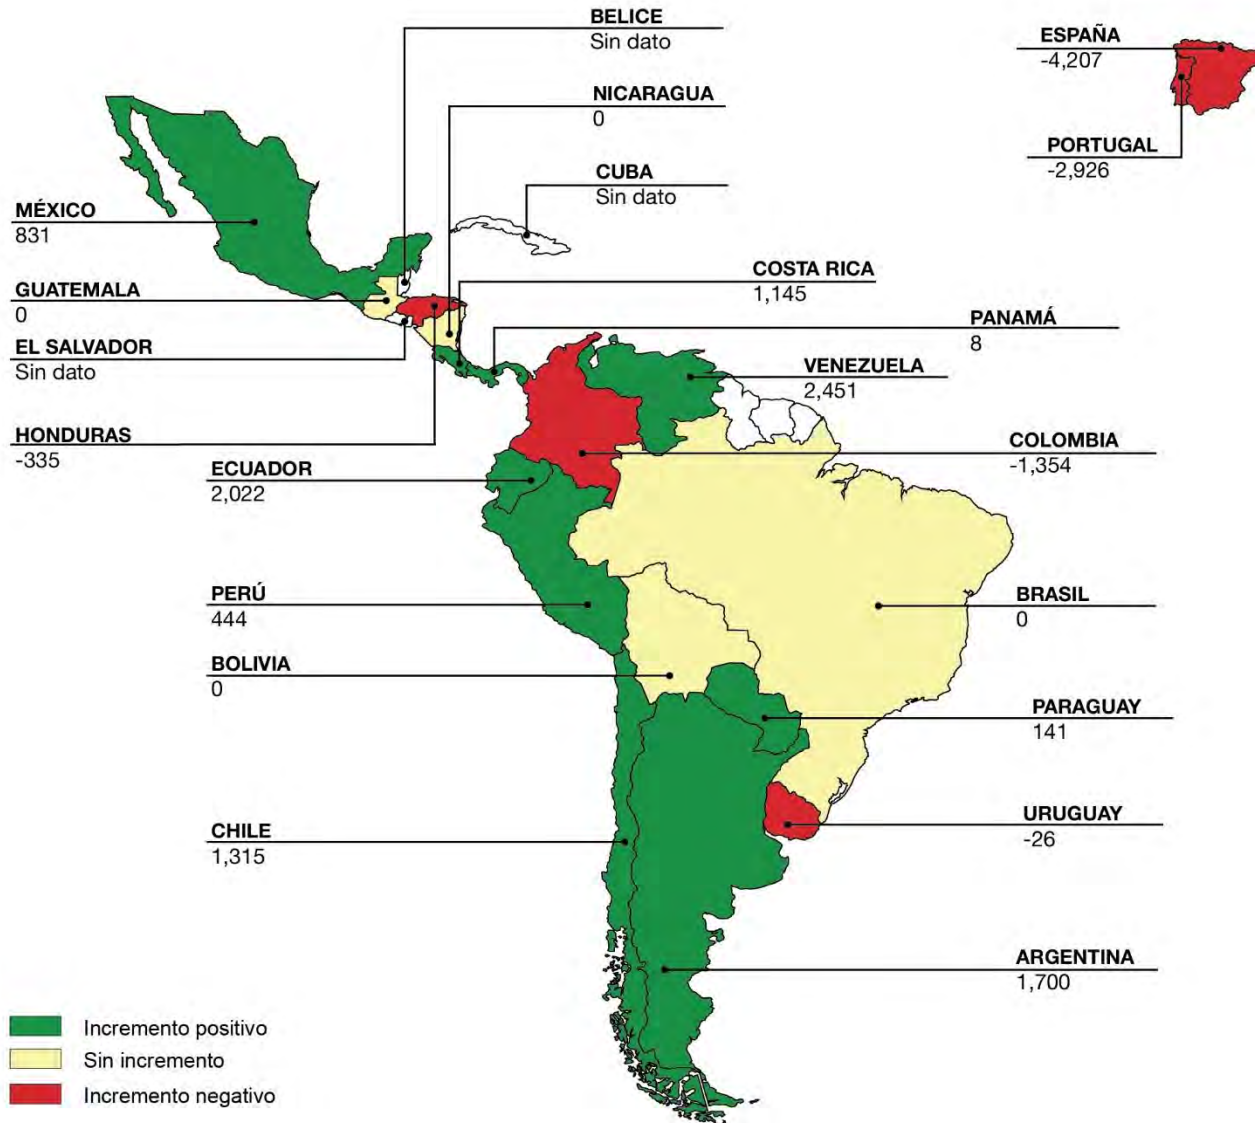 BELICE
Sin dato
ESPAÑA
-4,207
NICARAGUA
0
PORTUGAL
-2,926
CUBA
Sin dato
MÉXICO
831
COSTA RICA
1,145
GUATEMALA
0
PANAMÁ
8
EL SALVADOR
Sin dato
VENEZUELA
2,451
HONDURAS
-335
COLOMBIA
-1,354
ECUADOR
2,022
PERÚ
444
BRASIL
0
BOLIVIA
0
PARAGUAY
141
URUGUAY
-26
CHILE
1,315
ARGENTINA
1,700
Incremento positivo
Sin incremento
Incremento negativo